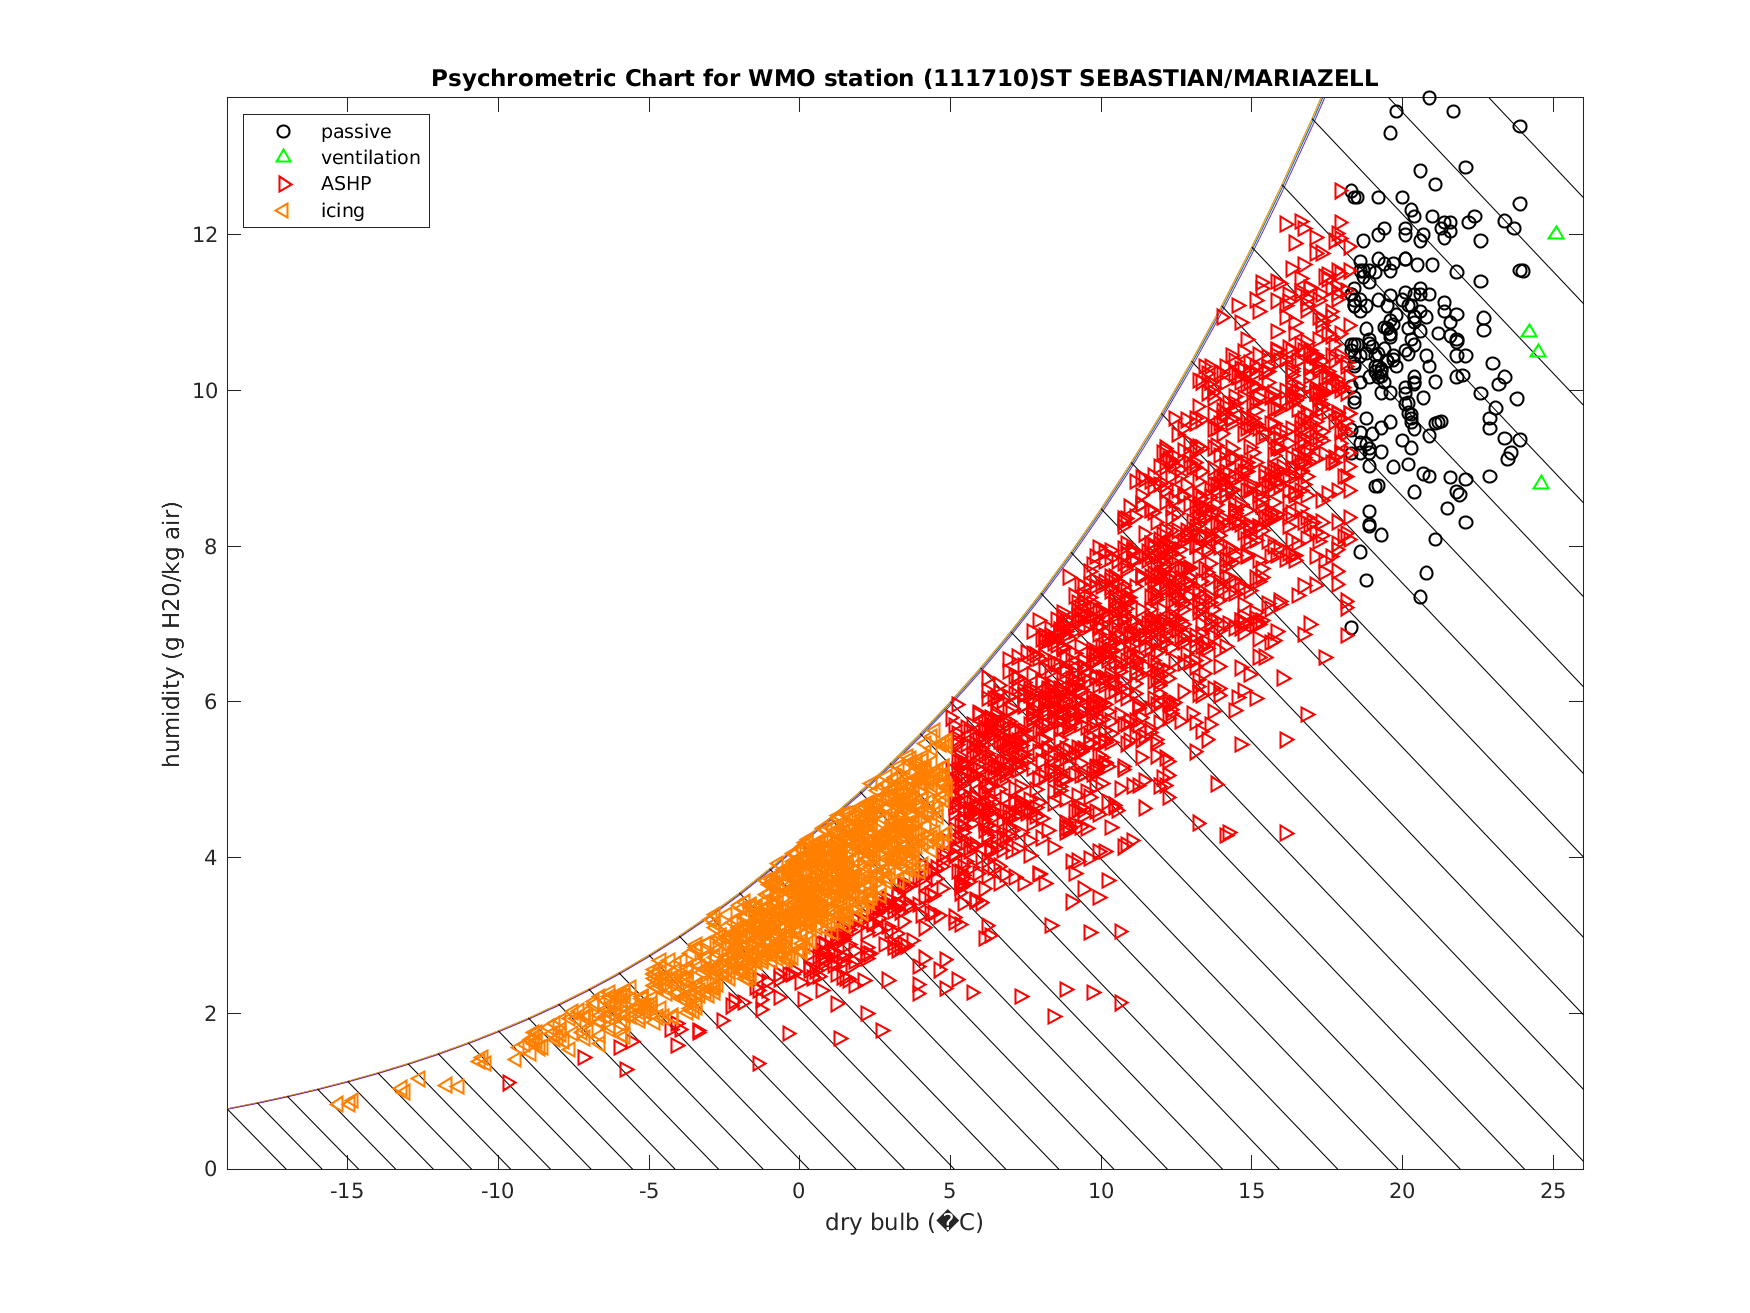 Psychrometric Chart for WMO station (111710)ST SEBASTIAN/MARIAZELL
passive
ventilation
ASHP
icing
12
10
8
6
4
2
0
humidity (g H20/kg air)
-15 -10 -5 0 5 10 15 20 25
dry bulb (�C)